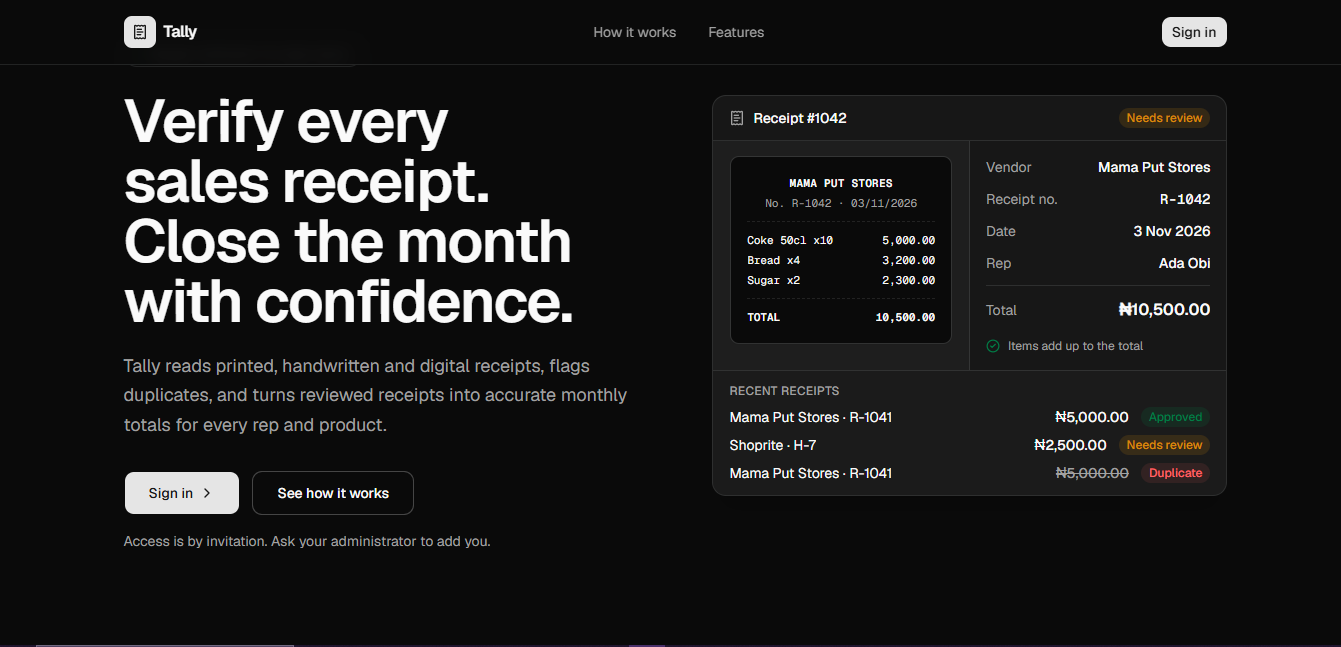 Tally
How it works
Features
Sign in
Verify every
sales receipt.
Close the month
with confidence.
Tally reads printed, handwritten and digital receipts, flags
duplicates, and turns reviewed receipts into accurate monthly
totals for every rep and product.
Sign in
See how it works
Access is by invitation. Ask your administrator to add you.
Receipt #1042 Needs review
MAMA PUT STORES
No. R-1042 · 03/11/2026
Coke 50cl x10 5,000.00
Bread x4 3,200.00
Sugar x2 2,300.00
TOTAL 10,500.00
Vendor Mama Put Stores
Receipt no. R-1042
Date 3 Nov 2026
Rep Ada Obi
Total ₦10,500.00
Items add up to the total
RECENT RECEIPTS
Mama Put Stores · R-1041 ₦5,000.00 Approved
Shoprite · H-7 ₦2,500.00 Needs review
Mama Put Stores · R-1041 ₦5,000.00 Duplicate